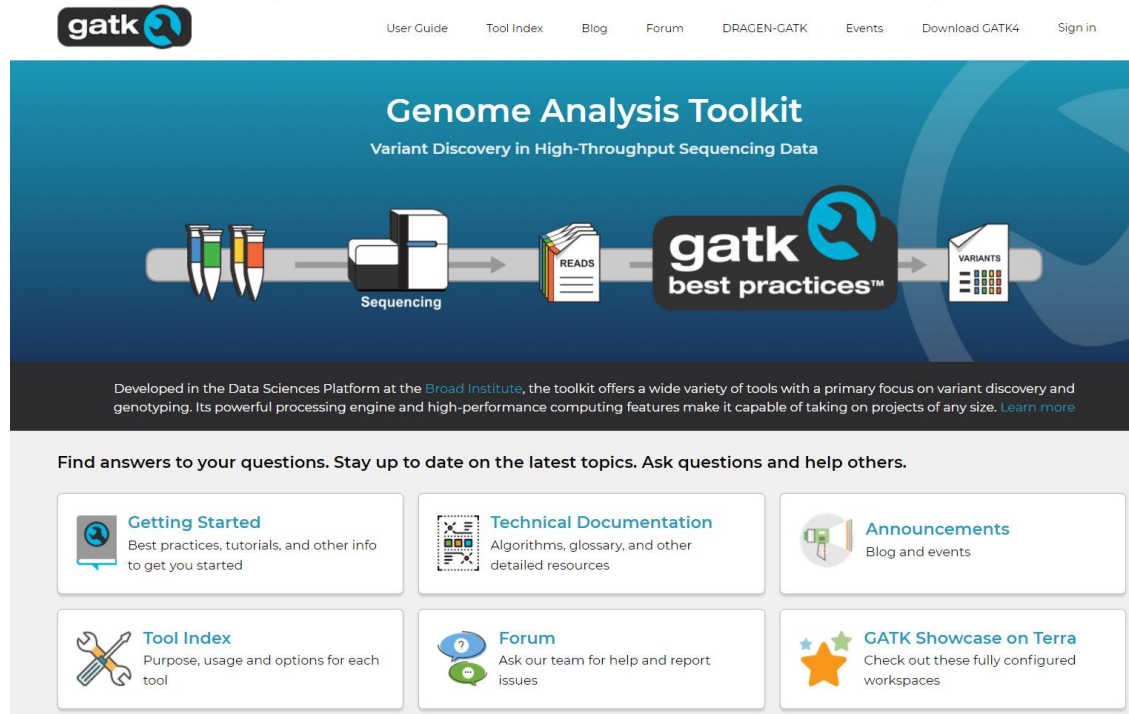 gatk
User Guide
Tool Index
Blog
Forum
DRAGEN-GATK
Events
Download GATK4
Sign in
Genome Analysis Toolkit
Variant Discovery in High-Throughput Sequencing Data
Sequencing
READS
gatk
best practices™
VARIANTS
Developed in the Data Sciences Platform at the Broad Institute, the toolkit offers a wide variety of tools with a primary focus on variant discovery and
genotyping. Its powerful processing engine and high-performance computing features make it capable of taking on projects of any size. Learn more
Find answers to your questions. Stay up to date on the latest topics. Ask questions and help others.
Getting Started
Best practices, tutorials, and other info
to get you started
Technical Documentation
Algorithms, glossary, and other
detailed resources
Announcements
Blog and events
Tool Index
Purpose, usage and options for each
tool
Forum
Ask our team for help and report
issues
GATK Showcase on Terra
Check out these fully configured
workspaces